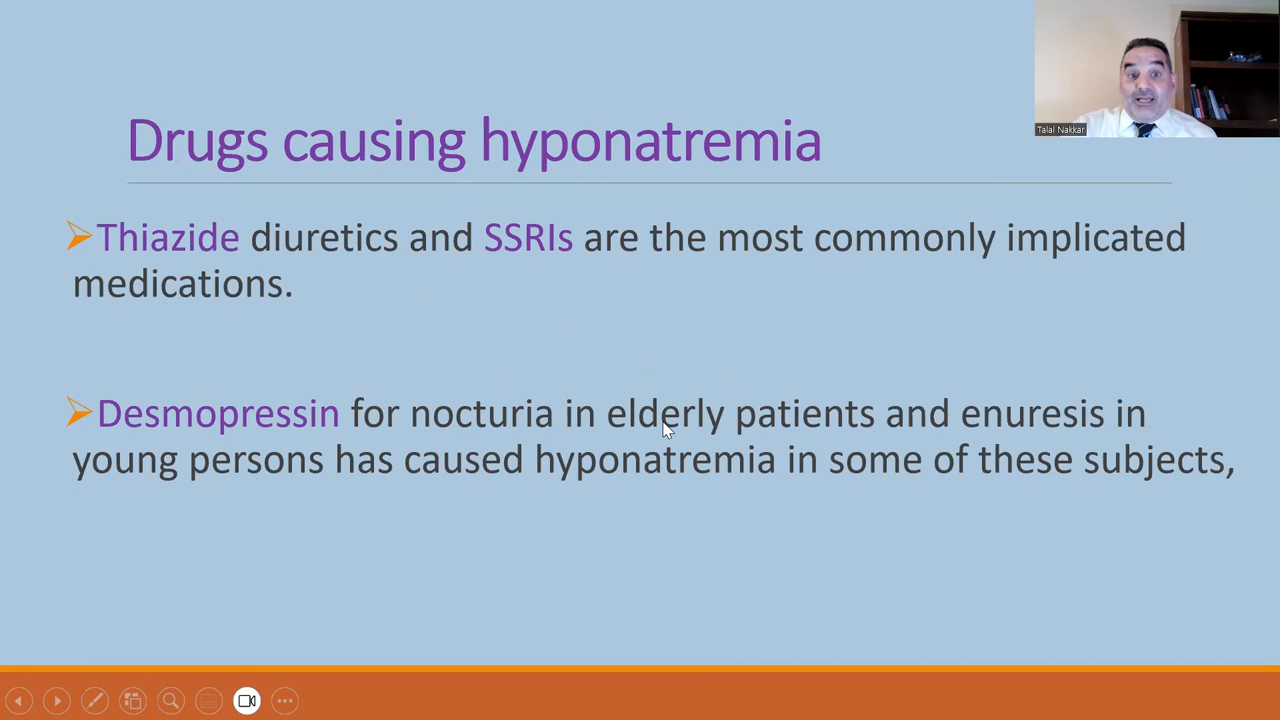 Talal Nakkar
Drugs causing hyponatremia
Thiazide diuretics and SSRIs are the most commonly implicated
medications.
Desmopressin for nocturia in elderly patients and enuresis in
young persons has caused hyponatremia in some of these subjects,